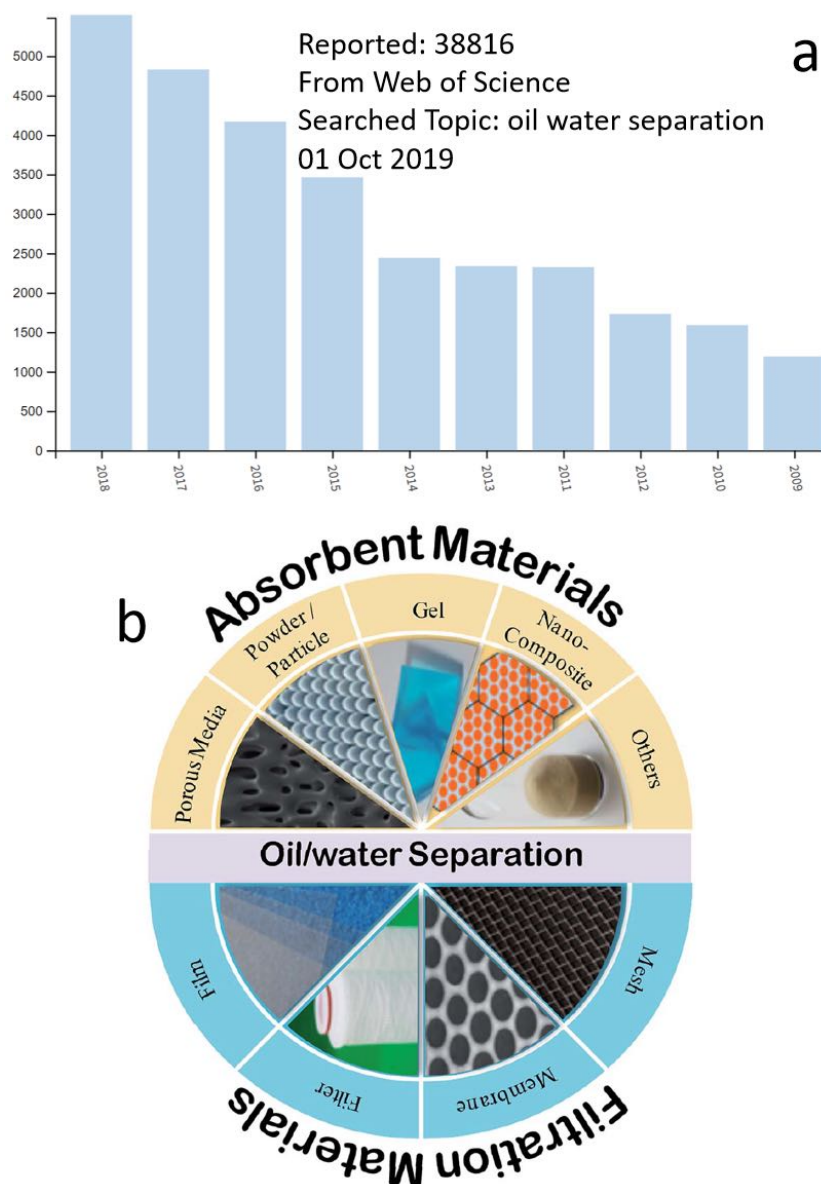 Reported: 38816
From Web of Science
Searched Topic: oil water separation
01 Oct 2019
a
5000
4500
4000
3500
3000
2500
2000
1500
1000
500
0
2018
2017
2016
2015
2014
2013
2011
2012
2010
2009
b
Absorbent Materials
Porous Media
Powder /
Particle
Gel
Nano-
Composite
Others
Oil/water Separation
Film
Filter
Membrane
Mesh
Filtration Materials